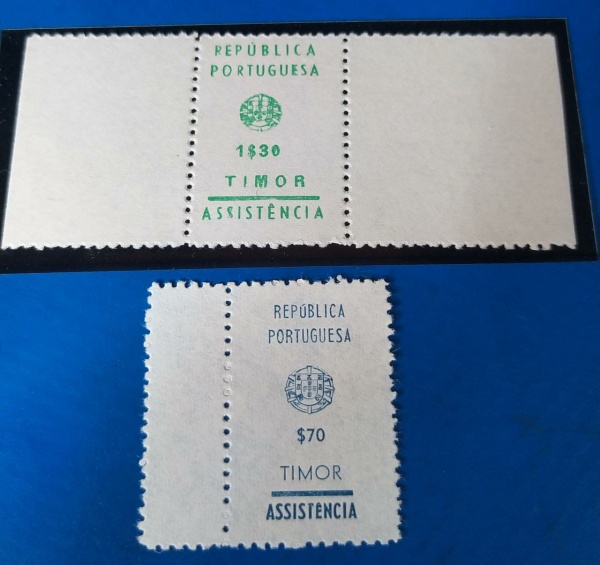 REPÚBLICA
PORTUGUESA
1$30
TIMOR
ASSISTÊNCIA
REPÚBLICA
PORTUGUESA
$70
TIMOR
ASSISTÊNCIA